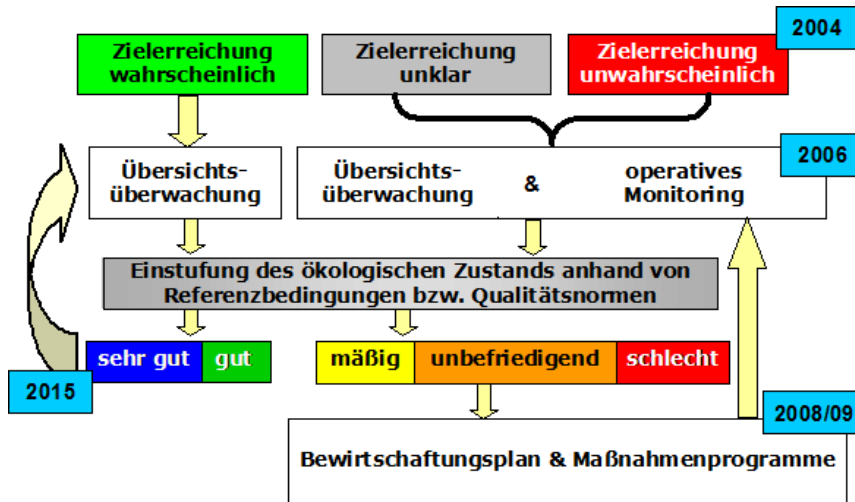 2004
Zielerreichung
wahrscheinlich
Zielerreichung
unklar
Zielerreichung
unwahrscheinlich
2006
Übersichts-
überwachung
Übersichts-
überwachung
&
operatives
Monitoring
Einstufung des ökologischen Zustands anhand von
Referenzbedingungen bzw. Qualitätsnormen
sehr gut
gut
mäßig
unbefriedigend
schlecht
2015
2008/09
Bewirtschaftungsplan & Maßnahmenprogramme